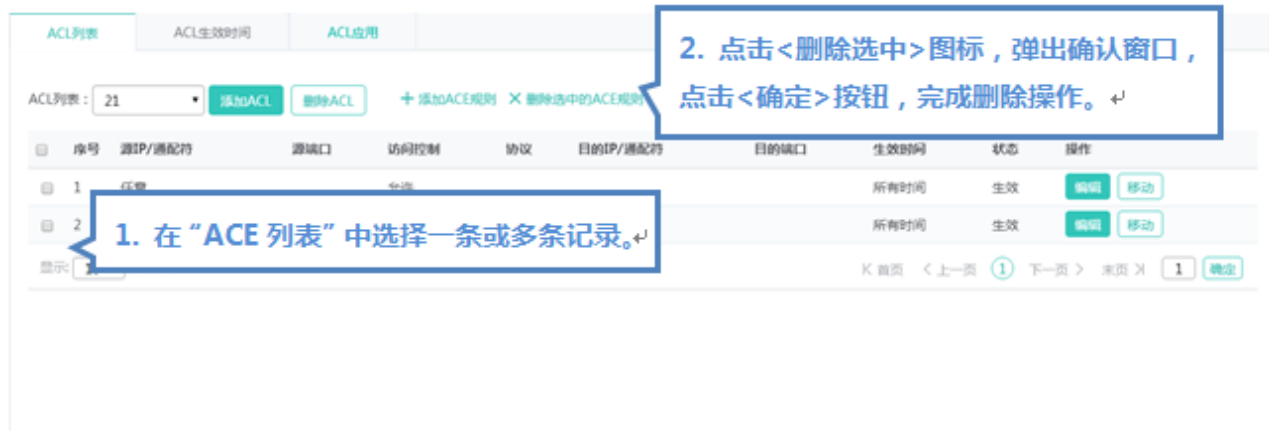 ACL列表 ACL生效时间 ACL应用
2. 点击<删除选中>图标，弹出确认窗口，
点击<确定>按钮，完成删除操作。↵
ACL列表： 21 添加ACL 删除ACL ＋ 添加ACE规则 ✕ 删除选中的ACE规则
序号 源IP/通配符 源端口 访问控制 协议 目的IP/通配符 目的端口 生效时间 状态 操作
1 任意 允许 所有时间 生效 编辑 移动
2 所有时间 生效 编辑 移动
1. 在“ACE 列表”中选择一条或多条记录。↵
显示: K 首页 < 上一页 1 下一页 > 末页 > 1 确定